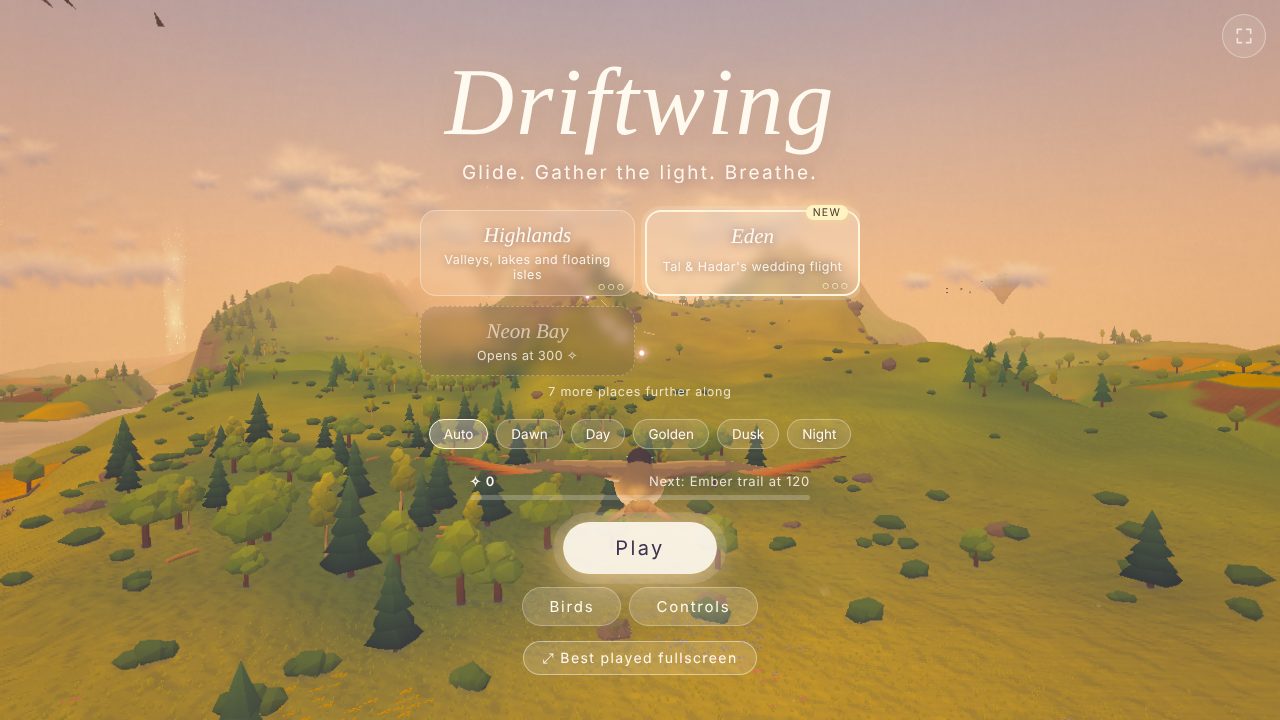 Driftwing
Glide. Gather the light. Breathe.
NEW
Highlands
Valleys, lakes and floating
isles
Eden
Tal & Hadar's wedding flight
Neon Bay
Opens at 300 ✧
7 more places further along
Auto
Dawn
Day
Golden
Dusk
Night
✧ 0
Next: Ember trail at 120
Play
Birds
Controls
⤢ Best played fullscreen